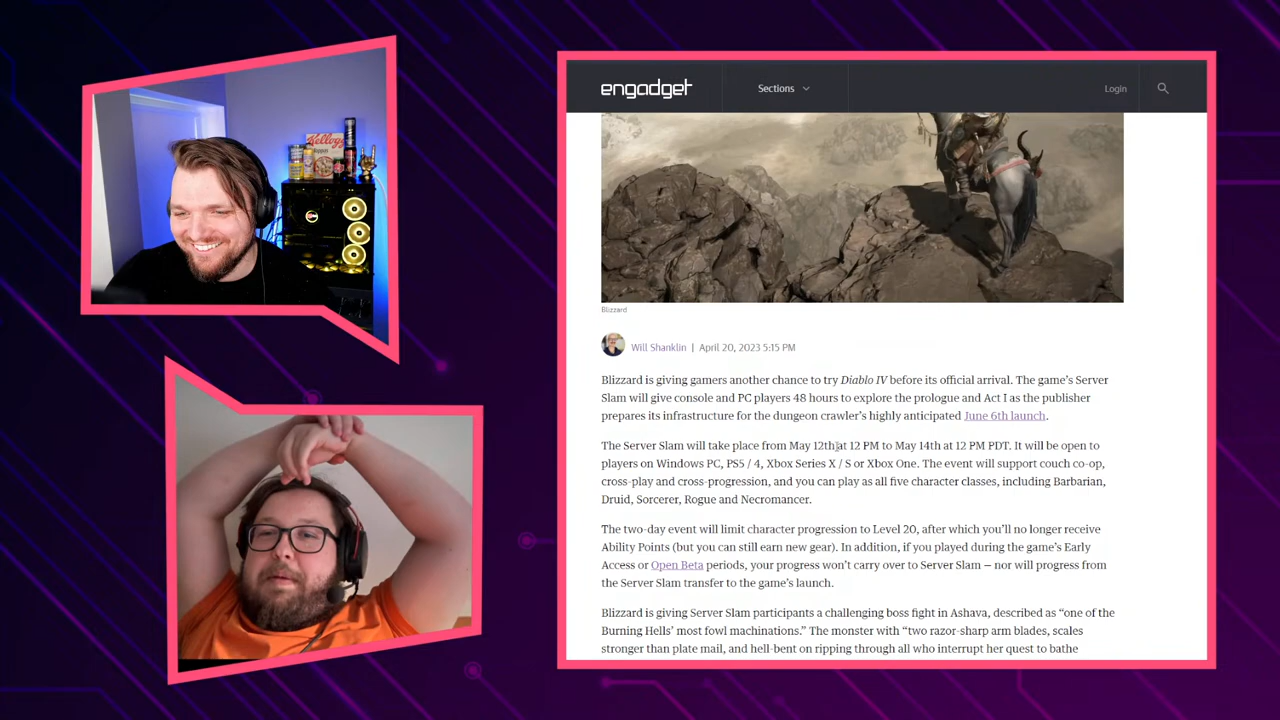 Kellogg's
engadget
Sections
Login
Blizzard
Will Shanklin | April 20, 2023 5:15 PM
Blizzard is giving gamers another chance to try Diablo IV before its official arrival. The game's Server
Slam will give console and PC players 48 hours to explore the prologue and Act I as the publisher
prepares its infrastructure for the dungeon crawler's highly anticipated June 6th launch.
The Server Slam will take place from May 12th at 12 PM to May 14th at 12 PM PDT. It will be open to
players on Windows PC, PS5 / 4, Xbox Series X / S or Xbox One. The event will support couch co-op,
cross-play and cross-progression, and you can play as all five character classes, including Barbarian,
Druid, Sorcerer, Rogue and Necromancer.
The two-day event will limit character progression to Level 20, after which you'll no longer receive
Ability Points (but you can still earn new gear). In addition, if you played during the game's Early
Access or Open Beta periods, your progress won't carry over to Server Slam — nor will progress from
the Server Slam transfer to the game's launch.
Blizzard is giving Server Slam participants a challenging boss fight in Ashava, described as “one of the
Burning Hells’ most fowl machinations.” The monster with “two razor-sharp arm blades, scales
stronger than plate mail, and hell-bent on ripping through all who interrupt her quest to bathe